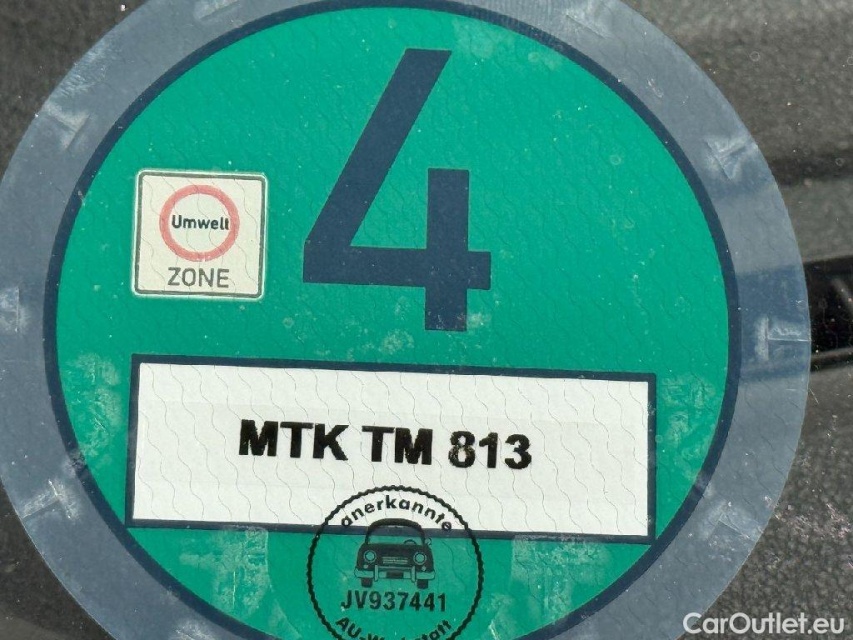 4
Umwelt
ZONE
MTK TM 813
anerkannte
JV937441
AU-Werkstatt
CarOutlet.eu